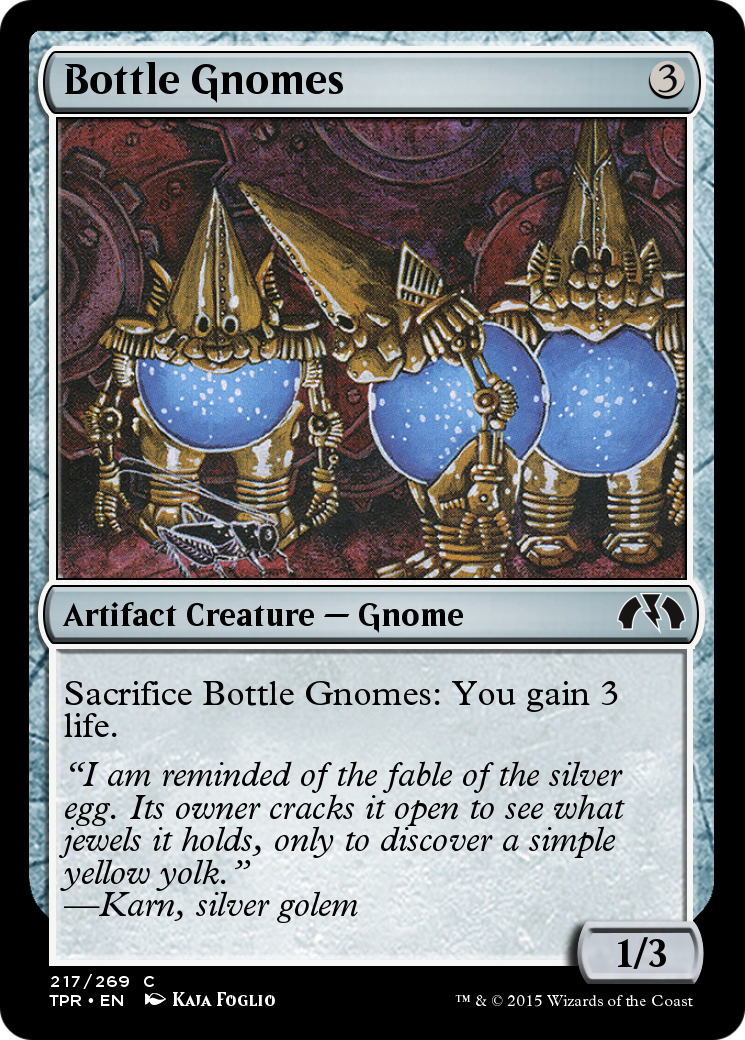 Bottle Gnomes 3
Artifact Creature — Gnome
Sacrifice Bottle Gnomes: You gain 3
life.
“I am reminded of the fable of the silver
egg. Its owner cracks it open to see what
jewels it holds, only to discover a simple
yellow yolk.”
—Karn, silver golem
1/3
217/269 C
TPR • EN Kaja Foglio
™ & © 2015 Wizards of the Coast